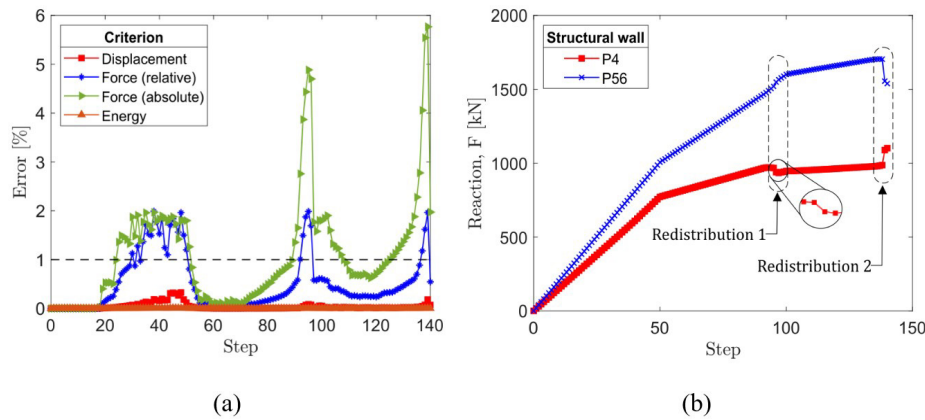 6
5
4
3
2
1
0
Error [%]
Criterion
Displacement
Force (relative)
Force (absolute)
Energy
0 20 40 60 80 100 120 140
Step
(a)
2000
1500
1000
500
0
Reaction, F [kN]
Structural wall
P4
P56
Redistribution 1
Redistribution 2
0 50 100 150
Step
(b)